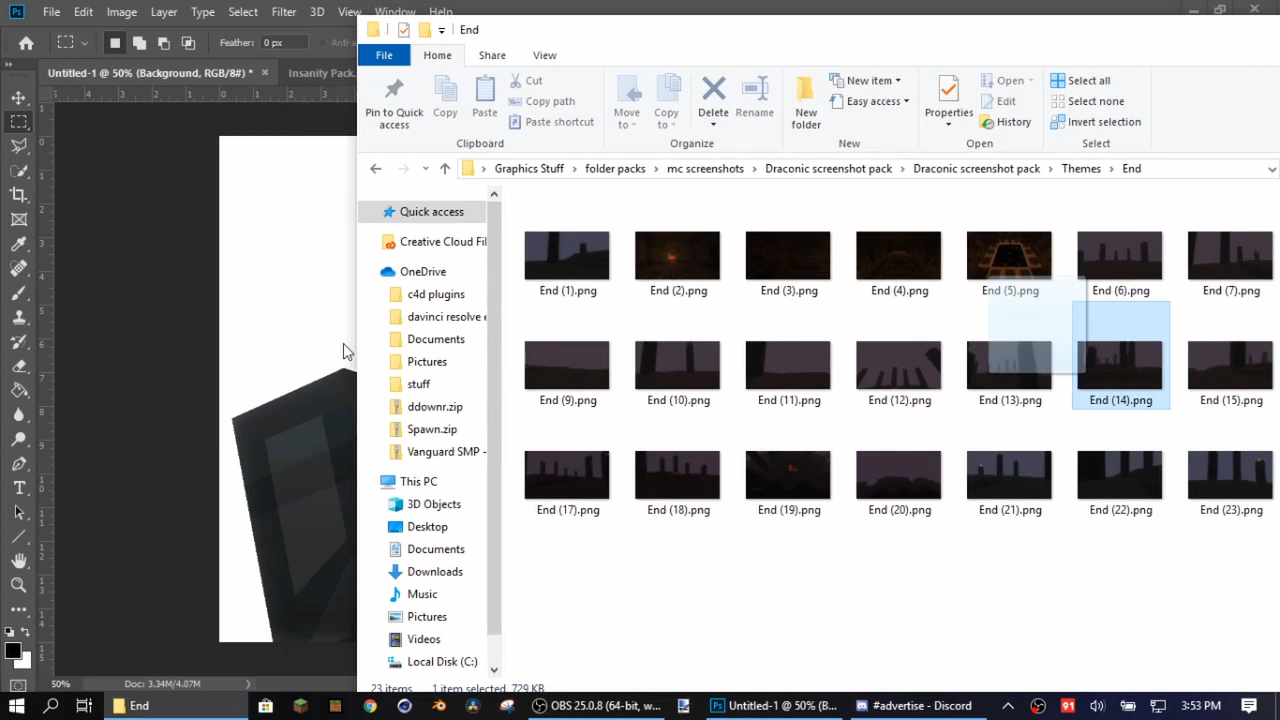 Ps File Edit Image Layer Type Select Filter 3D View Window
End
Feather: 0 px
File Home Share View
Untitled-1 @ 50% (Background, RGB/8#) * × Insanity Pack.
Pin to Quick access
Copy
Paste
Cut
Copy path
Paste shortcut
Move to
Copy to
Delete
Rename
New folder
New item
Easy access
Properties
Open
Edit
History
Select all
Select none
Invert selection
Clipboard Organize New Open Select
Graphics Stuff > folder packs > mc screenshots > Draconic screenshot pack > Draconic screenshot pack > Themes > End
Quick access
Creative Cloud Fil
OneDrive
c4d plugins
davinci resolve e
Documents
Pictures
stuff
ddownr.zip
Spawn.zip
Vanguard SMP -
This PC
3D Objects
Desktop
Documents
Downloads
Music
Pictures
Videos
Local Disk (C:)
End (1).png End (2).png End (3).png End (4).png End (5).png End (6).png End (7).png
End (9).png End (10).png End (11).png End (12).png End (13).png End (14).png End (15).png
End (17).png End (18).png End (19).png End (20).png End (21).png End (22).png End (23).png
23 items 1 item selected 729 KB
50% Doc: 3.34M/4.07M
End
OBS 25.0.8 (64-bit, w...
Untitled-1 @ 50% (B...
#advertise - Discord
91
3:53 PM